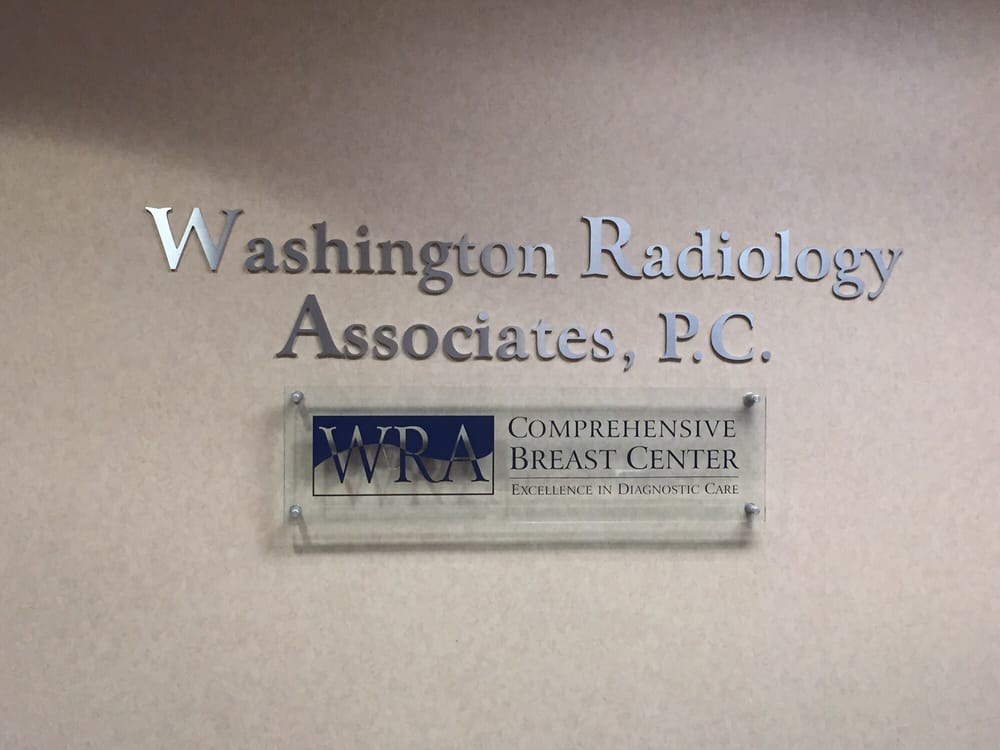 Washington Radiology
Associates, P.C.
WRA
COMPREHENSIVE
BREAST CENTER
EXCELLENCE IN DIAGNOSTIC CARE